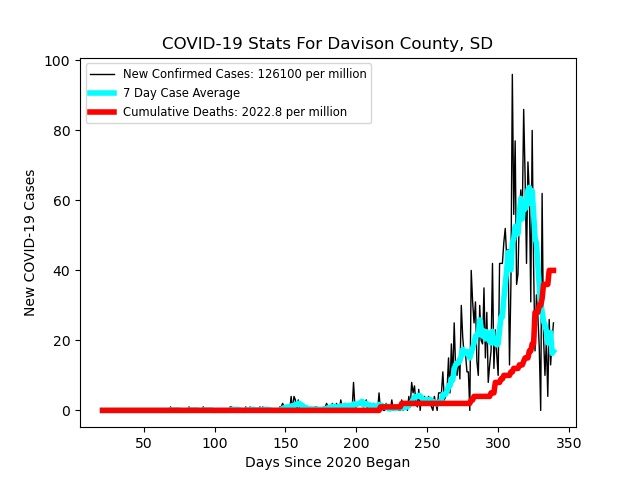 COVID-19 Stats For Davison County, SD
New Confirmed Cases: 126100 per million
7 Day Case Average
Cumulative Deaths: 2022.8 per million
New COVID-19 Cases
100
80
60
40
20
0
50
100
150
200
250
300
350
Days Since 2020 Began